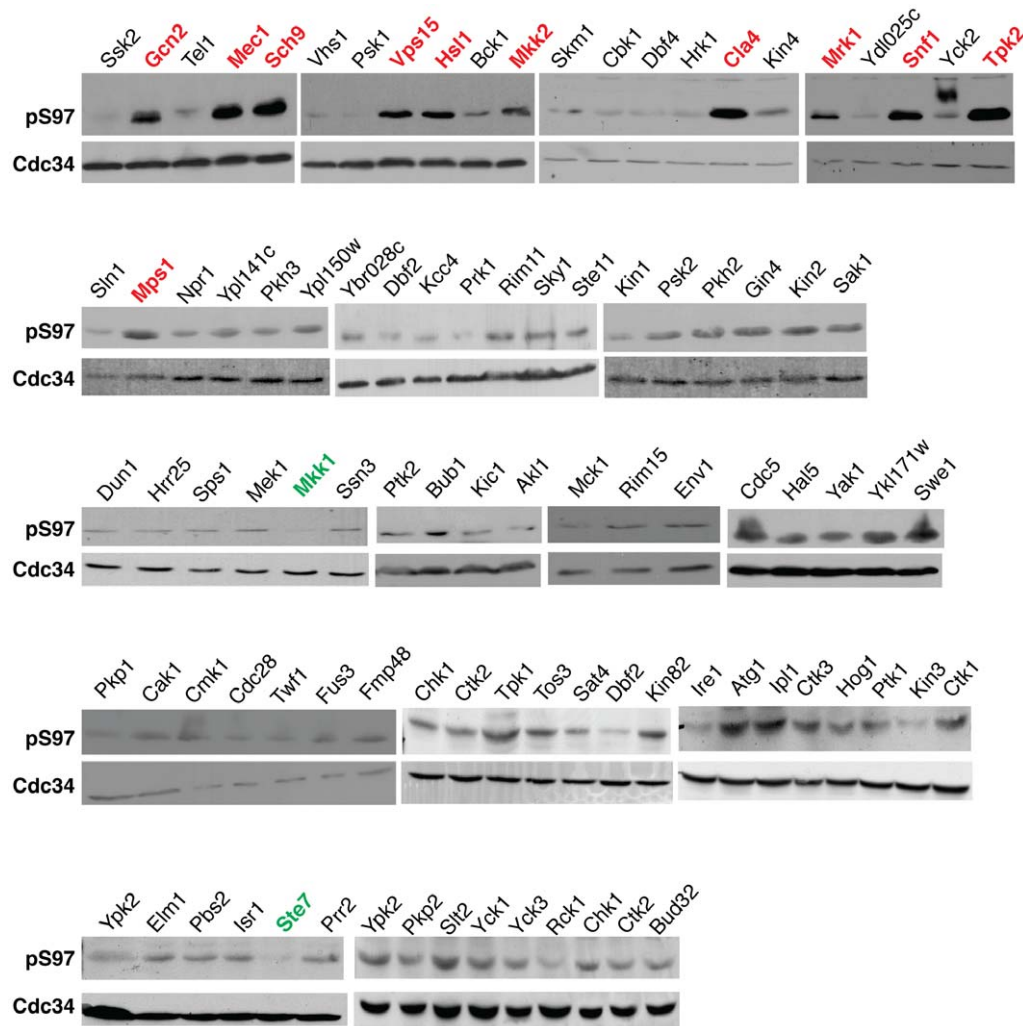 Ssk2 Gcn2 Tel1 Mec1 Sch9 Vhs1 Psk1 Vps15 Hsl1 Bck1 Mkk2 Skm1 Cbk1 Dbf4 Hrk1 Cla4 Kin4 Mrk1 Ydl025c Snf1 Yck2 Tpk2
pS97
Cdc34
Sln1 Mps1 Npr1 Ypl141c Pkh3 Ypl150w Ybr028c Dbf2 Kcc4 Prk1 Rim11 Sky1 Ste11 Kin1 Psk2 Pkh2 Gin4 Kin2 Sak1
pS97
Cdc34
Dun1 Hrr25 Sps1 Mek1 Mkk1 Ssn3 Ptk2 Bub1 Kic1 Akl1 Mck1 Rim15 Env1 Cdc5 Hal5 Yak1 Ykl171w Swe1
pS97
Cdc34
Pkp1 Cak1 Cmk1 Cdc28 Twf1 Fus3 Fmp48 Chk1 Ctk2 Tpk1 Tos3 Sat4 Dbf2 Kin82 Ire1 Atg1 Ipl1 Ctk3 Hog1 Ptk1 Kin3 Ctk1
pS97
Cdc34
Ypk2 Elm1 Pbs2 Isr1 Ste7 Prr2 Ypk2 Pkp2 Slt2 Yck1 Yck3 Rck1 Chk1 Ctk2 Bud32
pS97
Cdc34